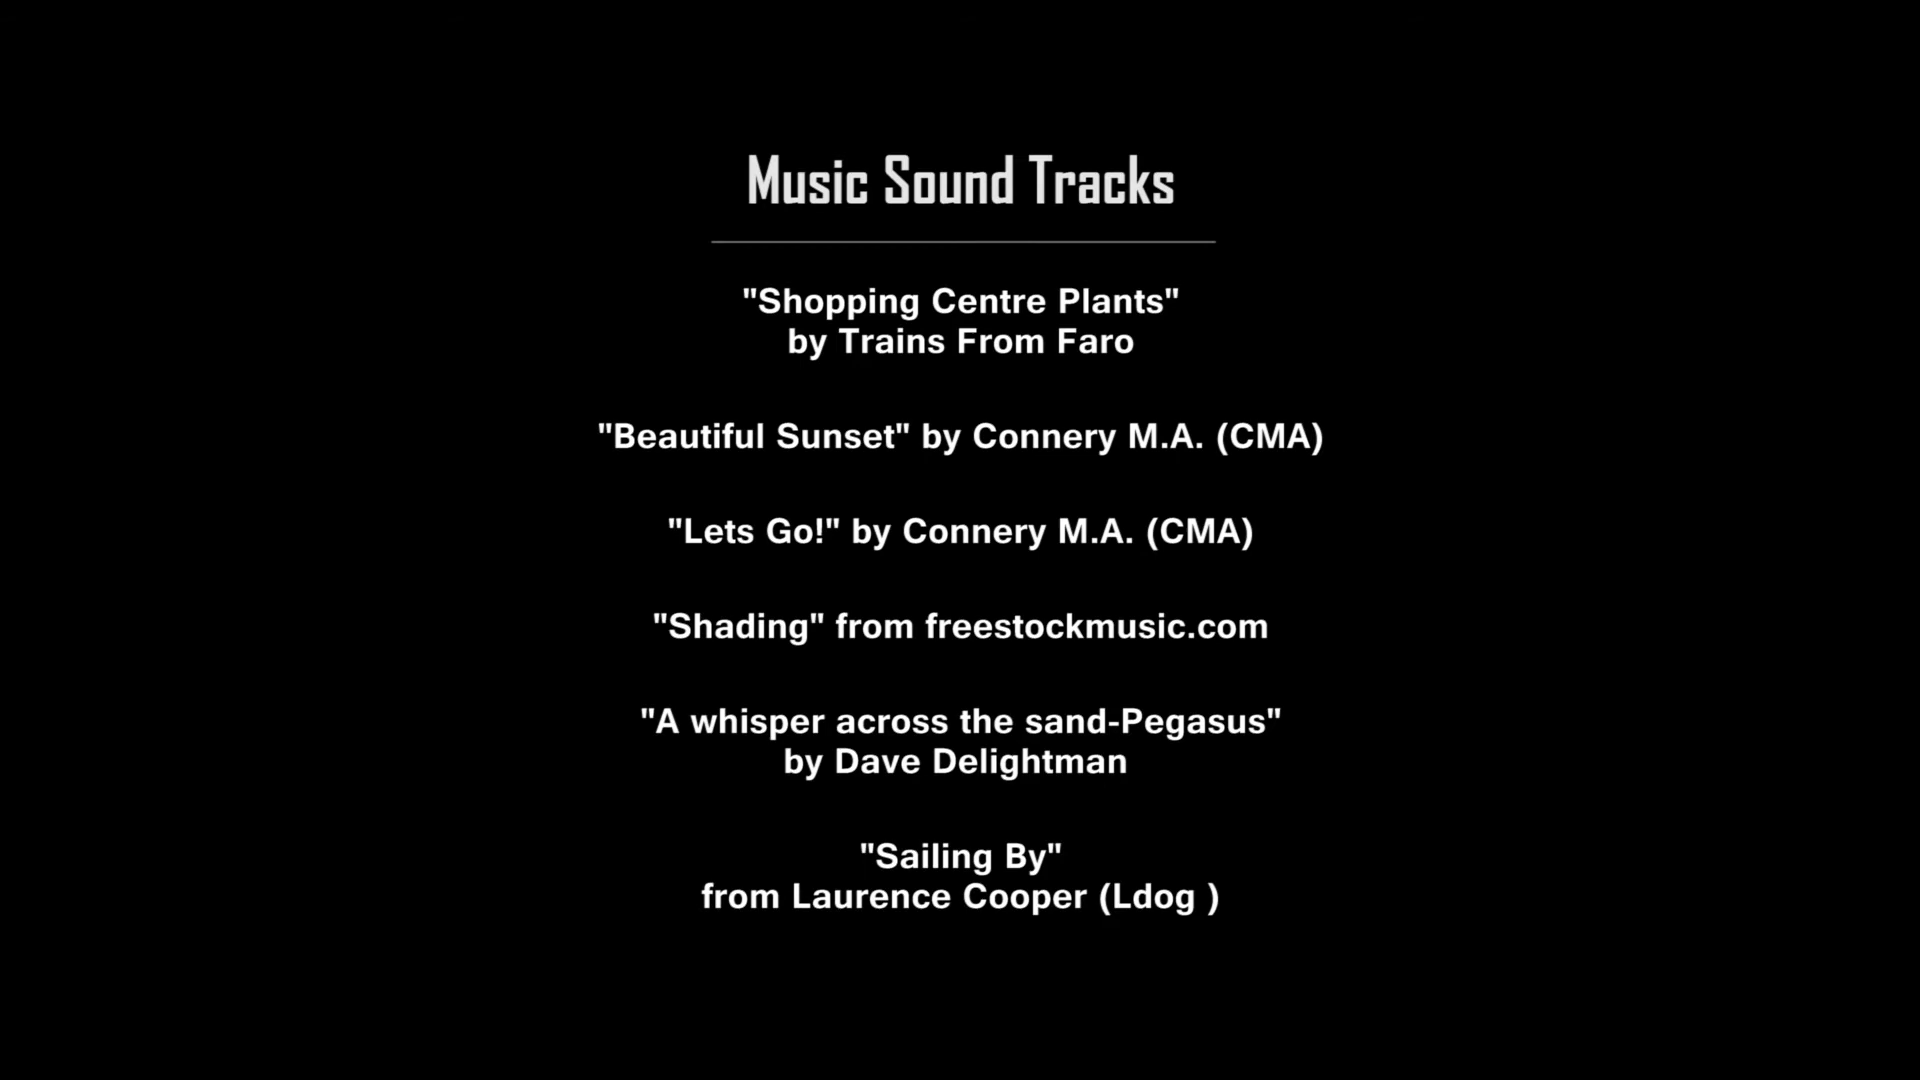 Music Sound Tracks
"Shopping Centre Plants"
by Trains From Faro
"Beautiful Sunset" by Connery M.A. (CMA)
"Lets Go!" by Connery M.A. (CMA)
"Shading" from freestockmusic.com
"A whisper across the sand-Pegasus"
by Dave Delightman
"Sailing By"
from Laurence Cooper (Ldog )